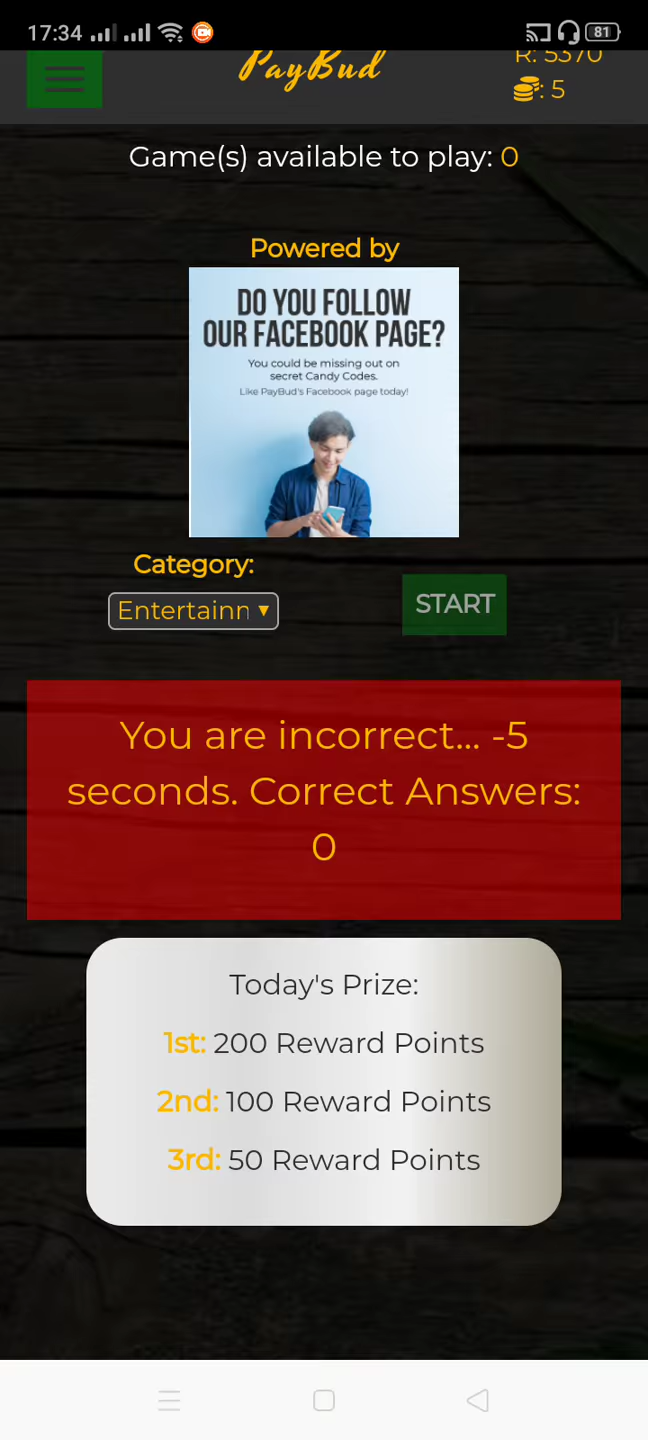 17:34
81
PayBud
R: 5370
: 5
Game(s) available to play: 0
Powered by
DO YOU FOLLOW
OUR FACEBOOK PAGE?
You could be missing out on
secret Candy Codes.
Like PayBud's Facebook page today!
Category:
Entertainn
START
You are incorrect... -5
seconds. Correct Answers:
0
Today's Prize:
1st: 200 Reward Points
2nd: 100 Reward Points
3rd: 50 Reward Points